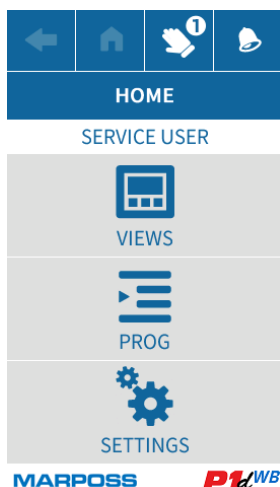 1
HOME
SERVICE USER
VIEWS
PROG
SETTINGS
MARPOSS P1dWB